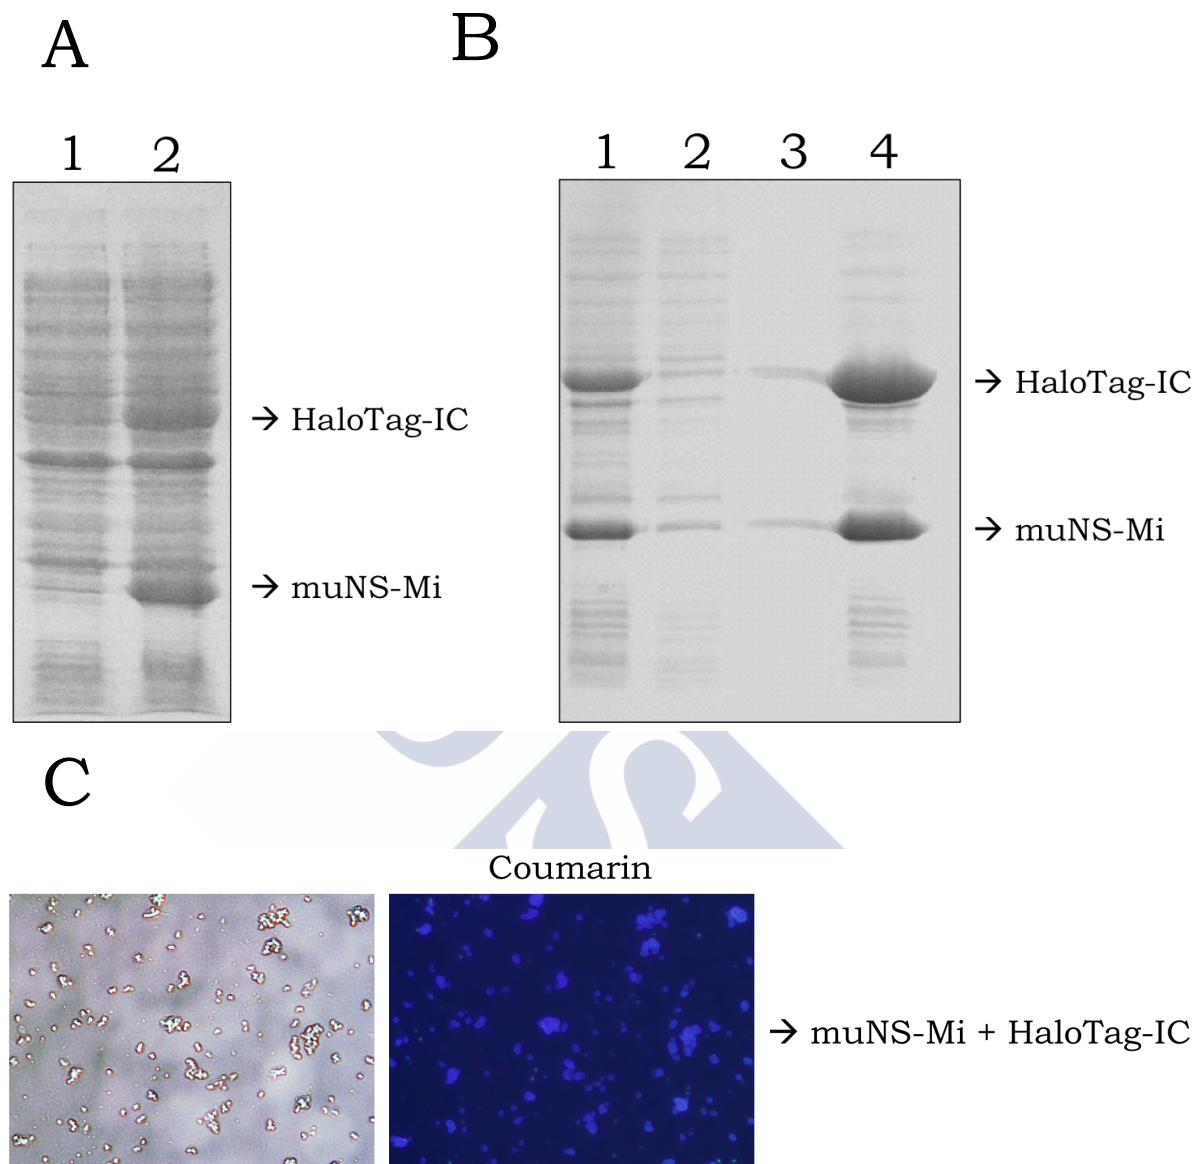 A
B
1 2
1 2 3 4
→ HaloTag-IC
→ muNS-Mi
→ HaloTag-IC
→ muNS-Mi
C
Coumarin
→ muNS-Mi + HaloTag-IC